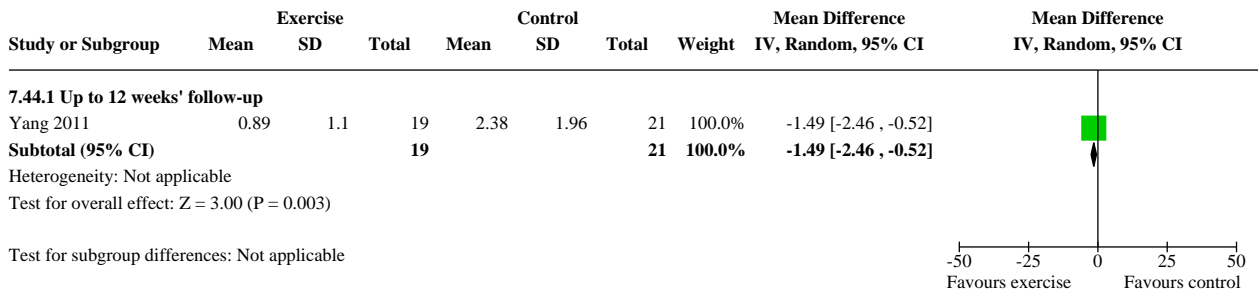 Exercise Control Mean Difference Mean Difference
Study or Subgroup Mean SD Total Mean SD Total Weight IV, Random, 95% CI IV, Random, 95% CI
7.44.1 Up to 12 weeks' follow-up
Yang 2011 0.89 1.1 19 2.38 1.96 21 100.0% -1.49 [-2.46 , -0.52]
Subtotal (95% CI) 19 21 100.0% -1.49 [-2.46 , -0.52]
Heterogeneity: Not applicable
Test for overall effect: Z = 3.00 (P = 0.003)
Test for subgroup differences: Not applicable
-50 -25 0 25 50
Favours exercise Favours control